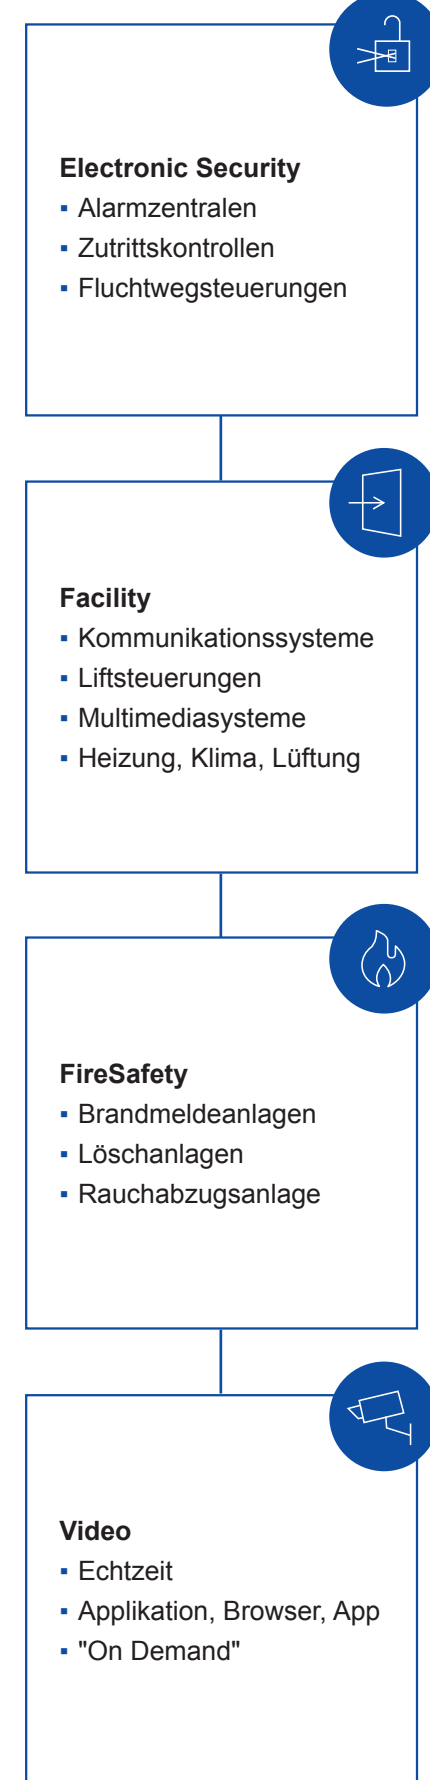 Electronic Security
▪ Alarmzentralen
▪ Zutrittskontrollen
▪ Fluchtwegsteuerungen
Facility
▪ Kommunikationssysteme
▪ Liftsteuerungen
▪ Multimediasysteme
▪ Heizung, Klima, Lüftung
FireSafety
▪ Brandmeldeanlagen
▪ Löschanlagen
▪ Rauchabzugsanlage
Video
▪ Echtzeit
▪ Applikation, Browser, App
▪ "On Demand"